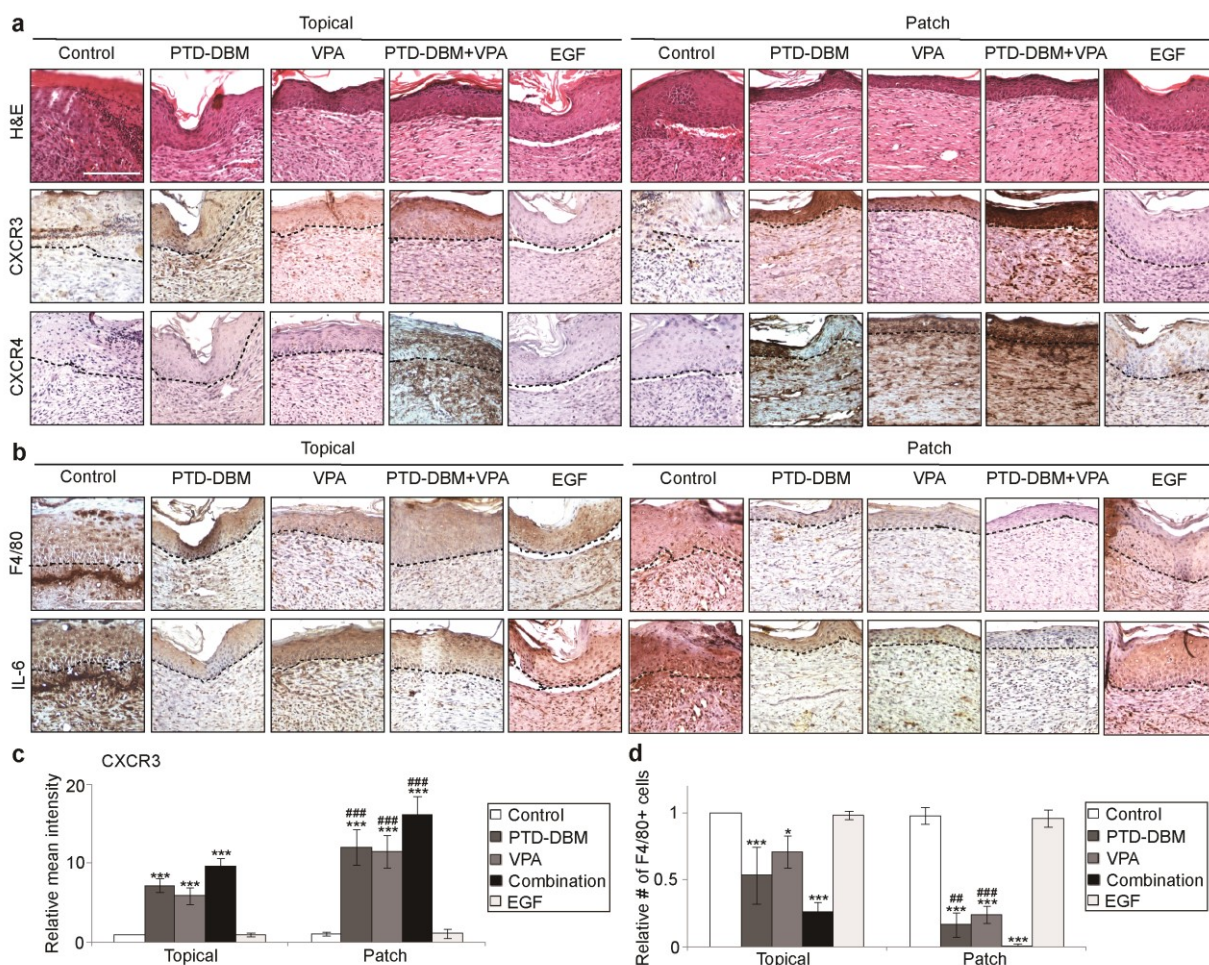 a
Topical Patch
Control PTD-DBM VPA PTD-DBM+VPA EGF Control PTD-DBM VPA PTD-DBM+VPA EGF
H&E
CXCR3
CXCR4
b
Topical Patch
Control PTD-DBM VPA PTD-DBM+VPA EGF Control PTD-DBM VPA PTD-DBM+VPA EGF
F4/80
IL-6
c
CXCR3
Relative mean intensity
20
10
0
*** *** ***
### *** ### *** ### ***
Topical Patch
Control
PTD-DBM
VPA
Combination
EGF
d
Relative # of F4/80+ cells
1
0.5
0
*** * ***
## *** ### *** ***
Topical Patch
Control
PTD-DBM
VPA
Combination
EGF